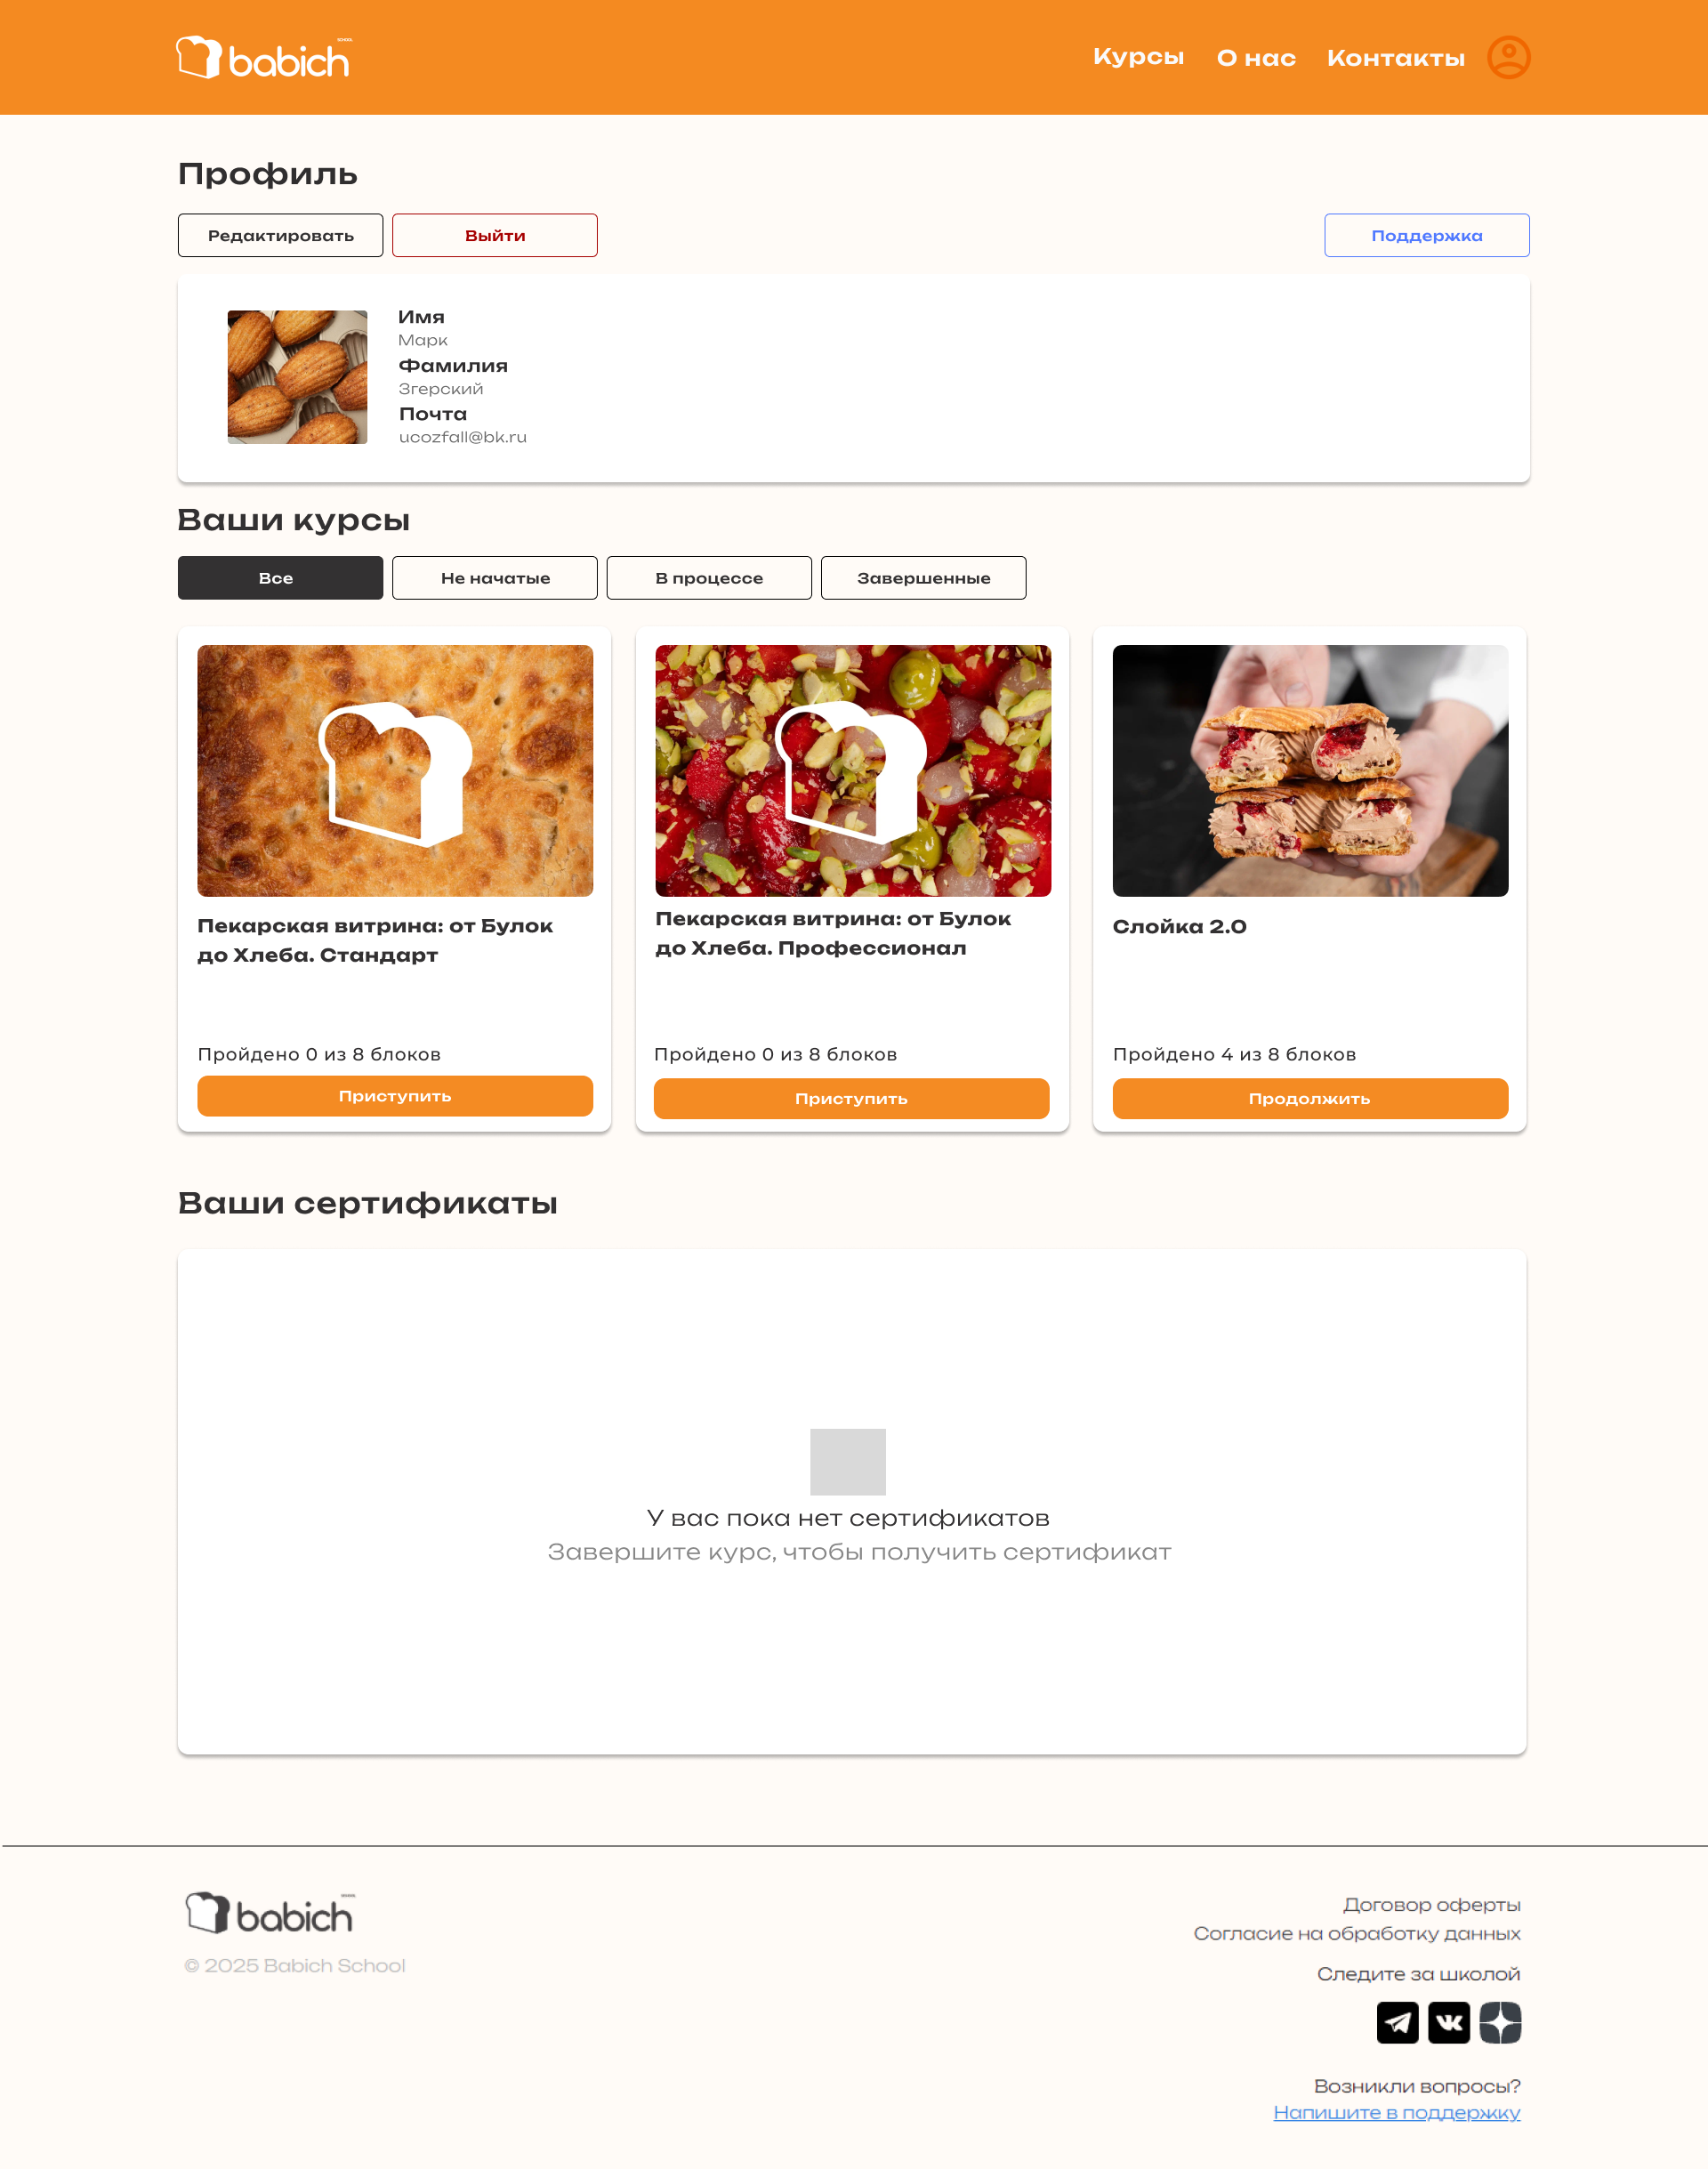 babich
SCHOOL
Курсы
О нас
Контакты
Профиль
Редактировать
Выйти
Поддержка
Имя
Марк
Фамилия
Згерский
Почта
ucozfall@bk.ru
Ваши курсы
Все
Не начатые
В процессе
Завершенные
Пекарская витрина: от Булок
до Хлеба. Стандарт
Пройдено 0 из 8 блоков
Приступить
Пекарская витрина: от Булок
до Хлеба. Профессионал
Пройдено 0 из 8 блоков
Приступить
Слойка 2.0
Пройдено 4 из 8 блоков
Продолжить
Ваши сертификаты
У вас пока нет сертификатов
Завершите курс, чтобы получить сертификат
babich
SCHOOL
© 2025 Babich School
Договор оферты
Согласие на обработку данных
Следите за школой
Возникли вопросы?
Напишите в поддержку